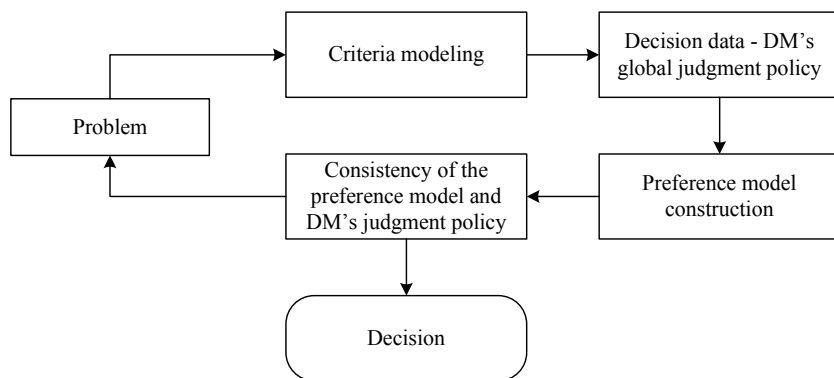 Problem
Criteria modeling
Decision data - DM's
global judgment policy
Preference model
construction
Consistency of the
preference model and
DM's judgment policy
Decision